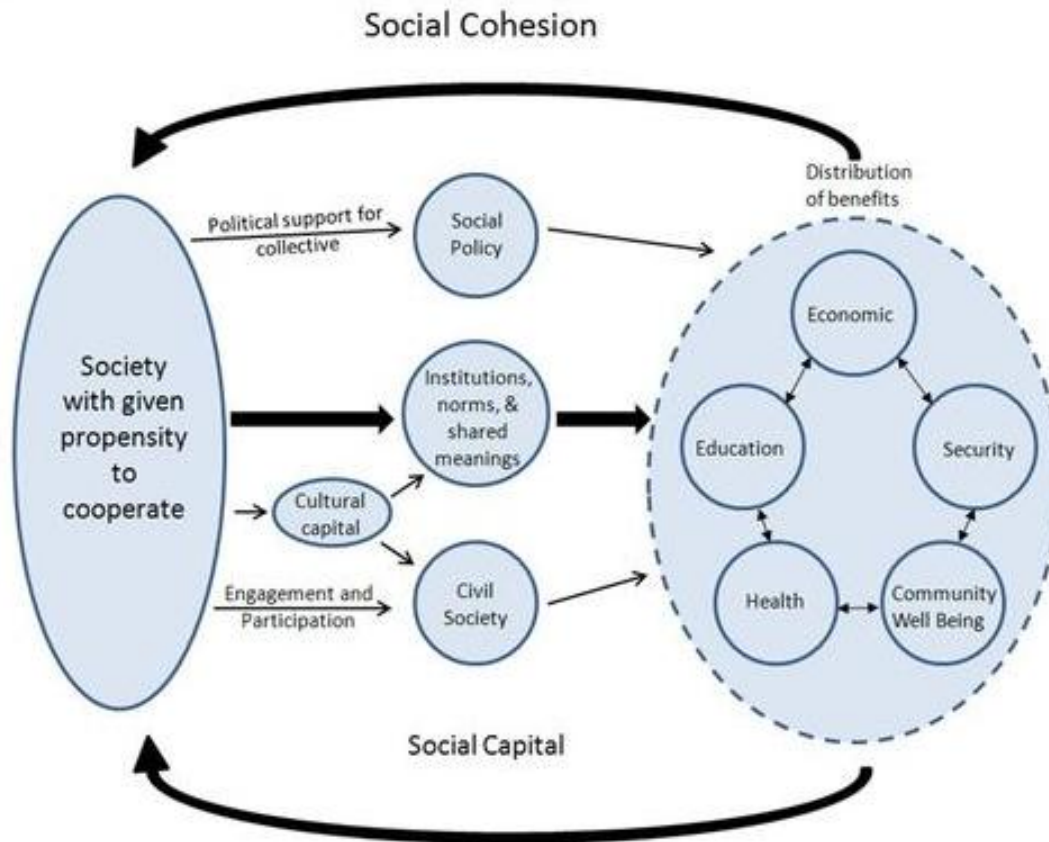 Social Cohesion
Distribution
of benefits
Political support for
collective
Social
Policy
Economic
Society
with given
propensity
to
cooperate
Institutions,
norms, &
shared
meanings
Education
Security
Cultural
capital
Engagement and
Participation
Civil
Society
Health
Community
Well Being
Social Capital